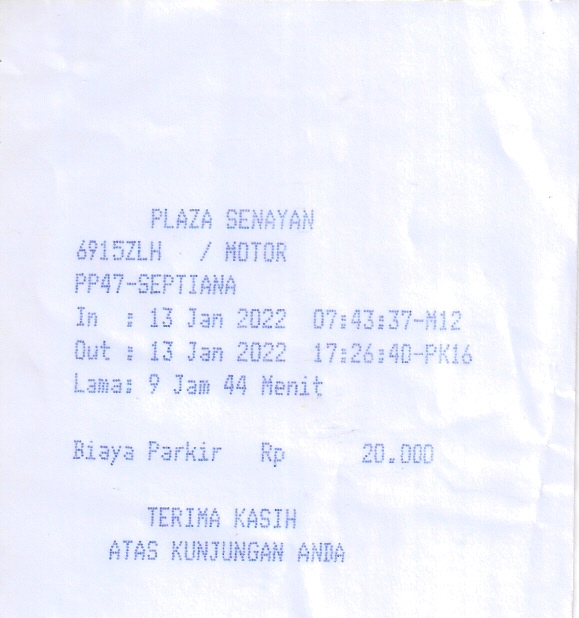 PLAZA SENAYAN
6915ZLH / MOTOR
PP47-SEPTIANA
In : 13 Jan 2022 07:43:37-M12
Out : 13 Jan 2022 17:26:40-PK16
Lama: 9 Jam 44 Menit
Biaya Parkir Rp 20.000
TERIMA KASIH
ATAS KUNJUNGAN ANDA